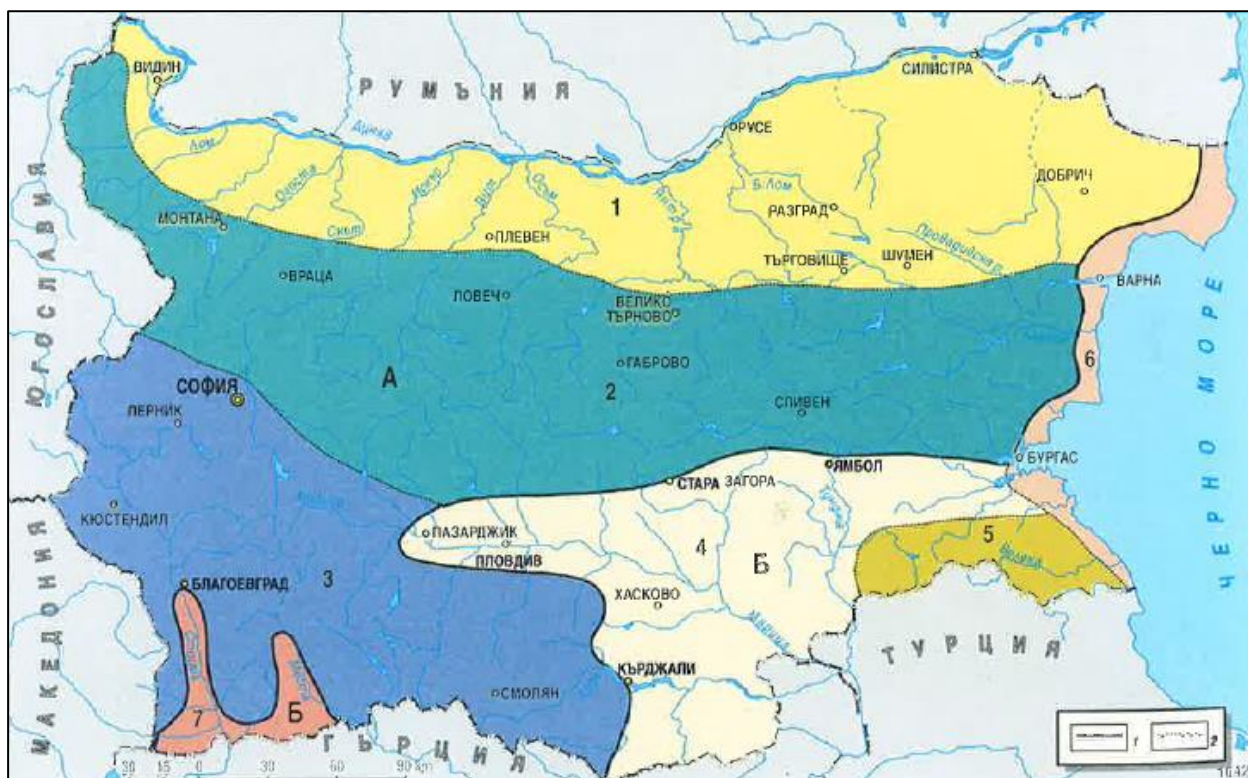 ВИДИН
РУМЪНИЯ
СИЛИСТРА
Дунав
РУСЕ
Лом
Огоста
Искър
Вит
Осъм
Янтра
Б. Лом
ДОБРИЧ
МОНТАНА
Скът
ПЛЕВЕН
1
РАЗГРАД
Провадийска р.
ТЪРГОВИЩЕ
ШУМЕН
ВРАЦА
ЛОВЕЧ
ВЕЛИКО
ТЪРНОВО
ВАРНА
ЮГОСЛАВИЯ
ЧЕРНО МОРЕ
СОФИЯ
А
ГАБРОВО
2
6
ПЕРНИК
СЛИВЕН
БУРГАС
ЯМБОЛ
СТАРА ЗАГОРА
Тунджа
КЮСТЕНДИЛ
ПАЗАРДЖИК
ПЛОВДИВ
4
Б
5
Велека
БЛАГОЕВГРАД
3
ХАСКОВО
МАКЕДОНИЯ
Струма
Места
Марица
ТУРЦИЯ
КЪРДЖАЛИ
СМОЛЯН
7
Б
ГЪРЦИЯ
1
2
30 15 0 30 60 90 km